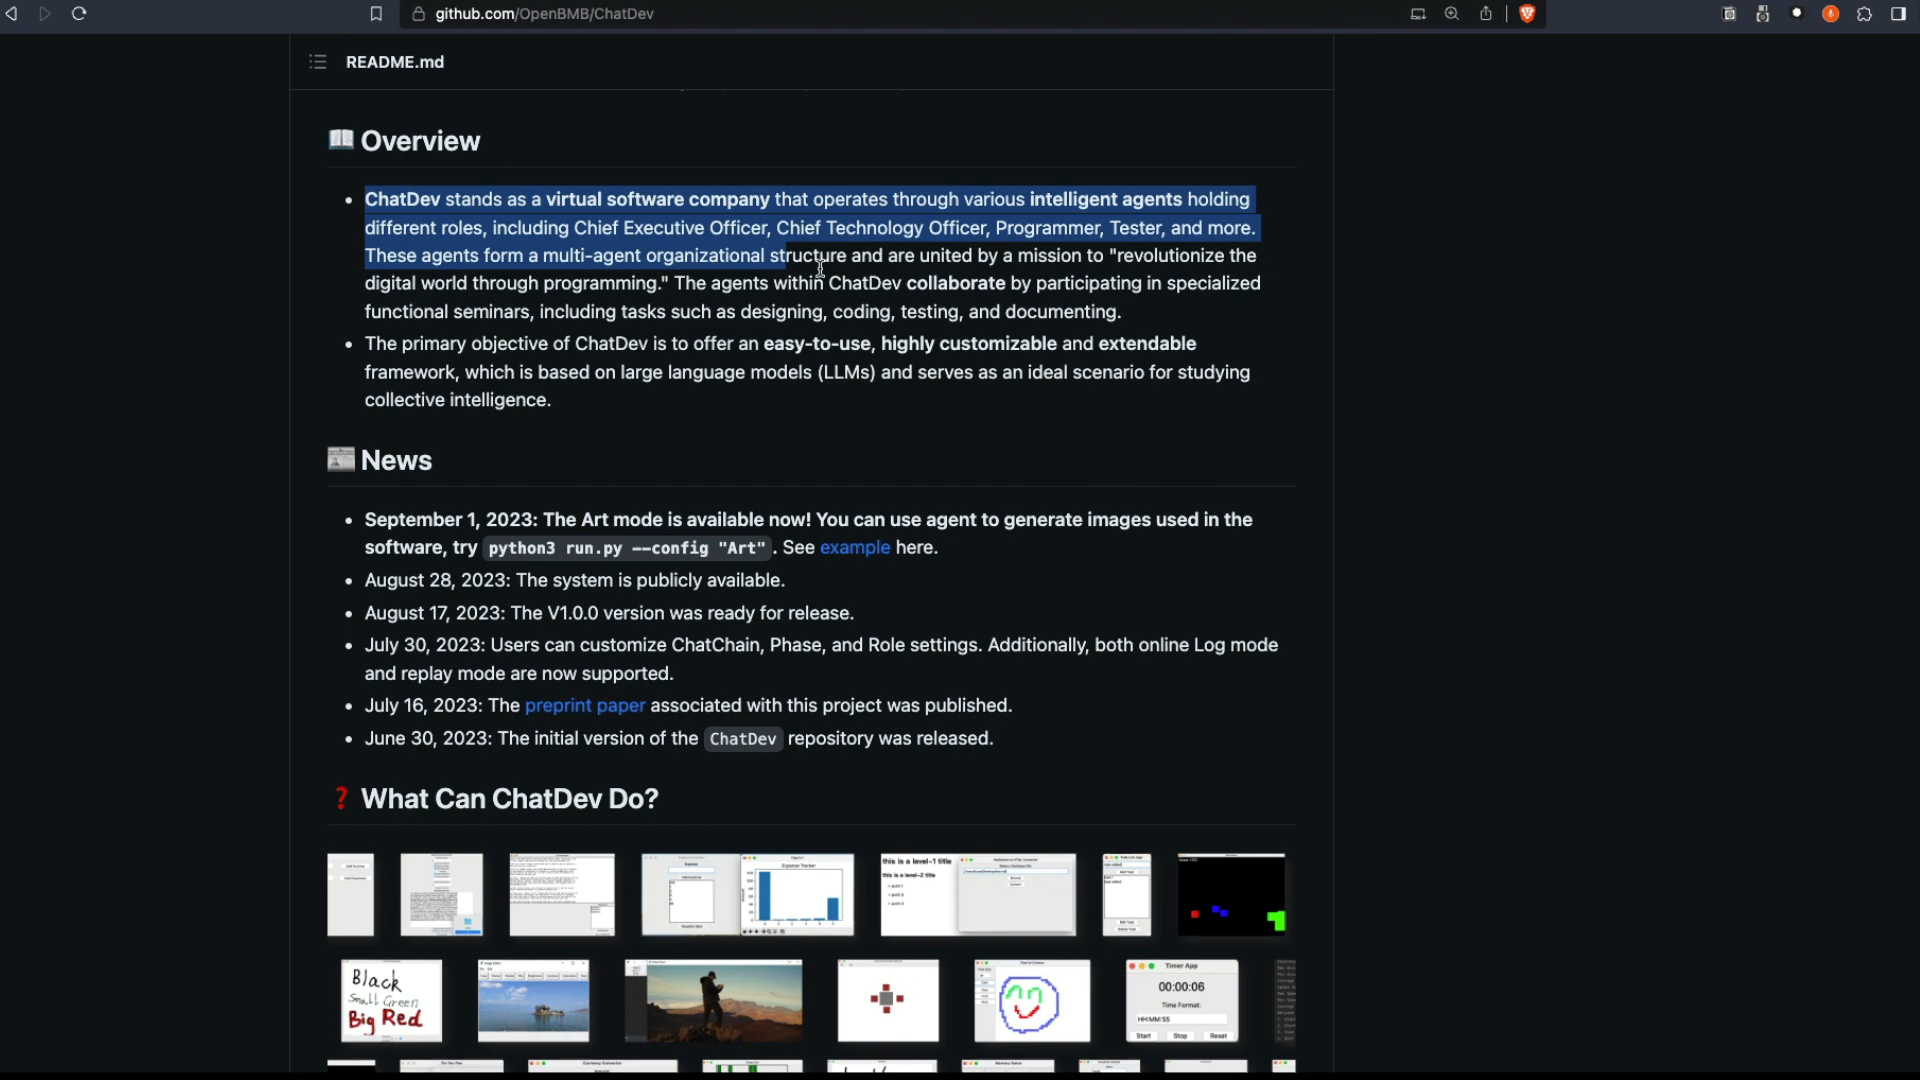 github.com/OpenBMB/ChatDev
README.md
Overview
ChatDev stands as a virtual software company that operates through various intelligent agents holding
different roles, including Chief Executive Officer, Chief Technology Officer, Programmer, Tester, and more.
These agents form a multi-agent organizational structure and are united by a mission to "revolutionize the
digital world through programming." The agents within ChatDev collaborate by participating in specialized
functional seminars, including tasks such as designing, coding, testing, and documenting.
The primary objective of ChatDev is to offer an easy-to-use, highly customizable and extendable
framework, which is based on large language models (LLMs) and serves as an ideal scenario for studying
collective intelligence.
News
September 1, 2023: The Art mode is available now! You can use agent to generate images used in the
software, try python3 run.py --config "Art". See example here.
August 28, 2023: The system is publicly available.
August 17, 2023: The V1.0.0 version was ready for release.
July 30, 2023: Users can customize ChatChain, Phase, and Role settings. Additionally, both online Log mode
and replay mode are now supported.
July 16, 2023: The preprint paper associated with this project was published.
June 30, 2023: The initial version of the ChatDev repository was released.
What Can ChatDev Do?
Expense Tracker
this is a level-1 title
this is a level-2 title
Black
Small Green
Big Red
Timer App
00:00:06
Time Format:
HH:MM:SS
Start Stop Reset